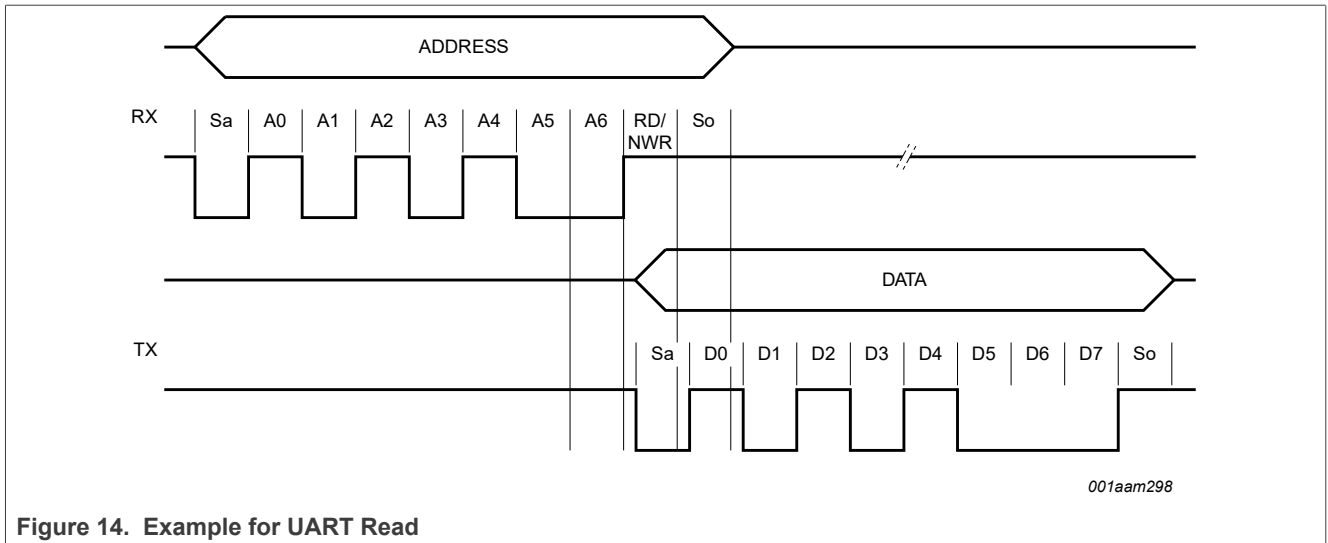 ADDRESS
RX Sa A0 A1 A2 A3 A4 A5 A6 RD/ So
NWR
DATA
TX Sa D0 D1 D2 D3 D4 D5 D6 D7 So
001aam298
Figure 14. Example for UART Read